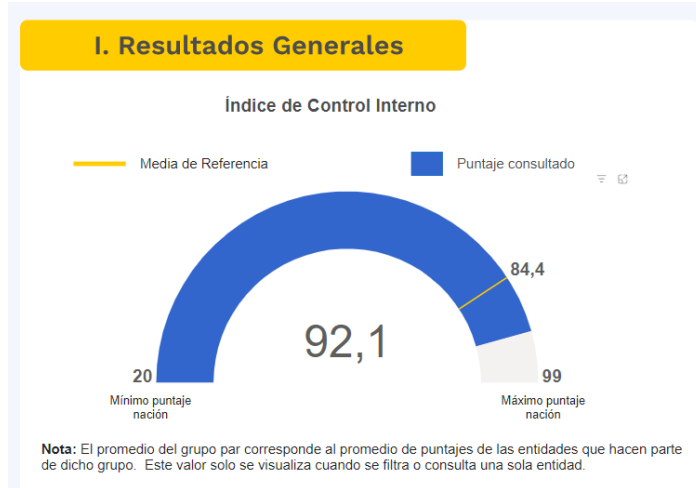 I. Resultados Generales
Índice de Control Interno
Media de Referencia
Puntaje consultado
84,4
92,1
20
99
Mínimo puntaje
nación
Máximo puntaje
nación
Nota: El promedio del grupo par corresponde al promedio de puntajes de las entidades que hacen parte
de dicho grupo. Este valor solo se visualiza cuando se filtra o consulta una sola entidad.